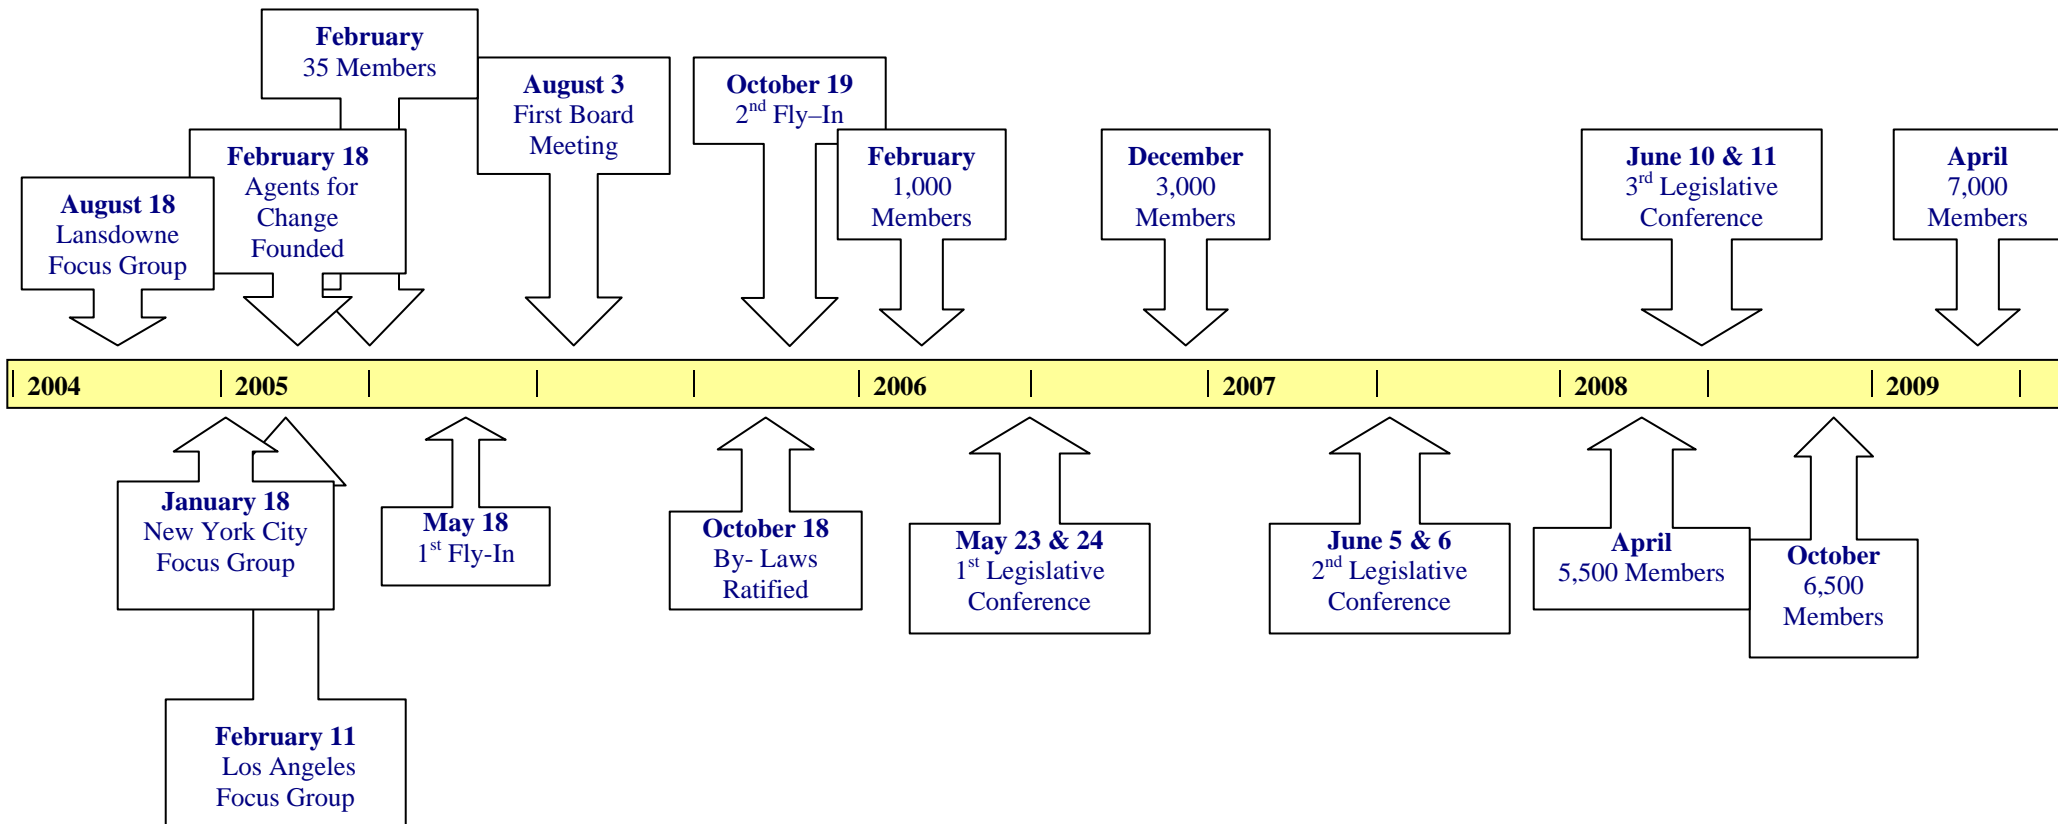 February
35 Members
August 3
First Board
Meeting
October 19
2nd Fly–In
February 18
Agents for
Change
Founded
February
1,000
Members
December
3,000
Members
June 10 & 11
3rd Legislative
Conference
April
7,000
Members
August 18
Lansdowne
Focus Group
2004
2005
2006
2007
2008
2009
January 18
New York City
Focus Group
May 18
1st Fly-In
October 18
By- Laws
Ratified
May 23 & 24
1st Legislative
Conference
June 5 & 6
2nd Legislative
Conference
April
5,500 Members
October
6,500
Members
February 11
Los Angeles
Focus Group